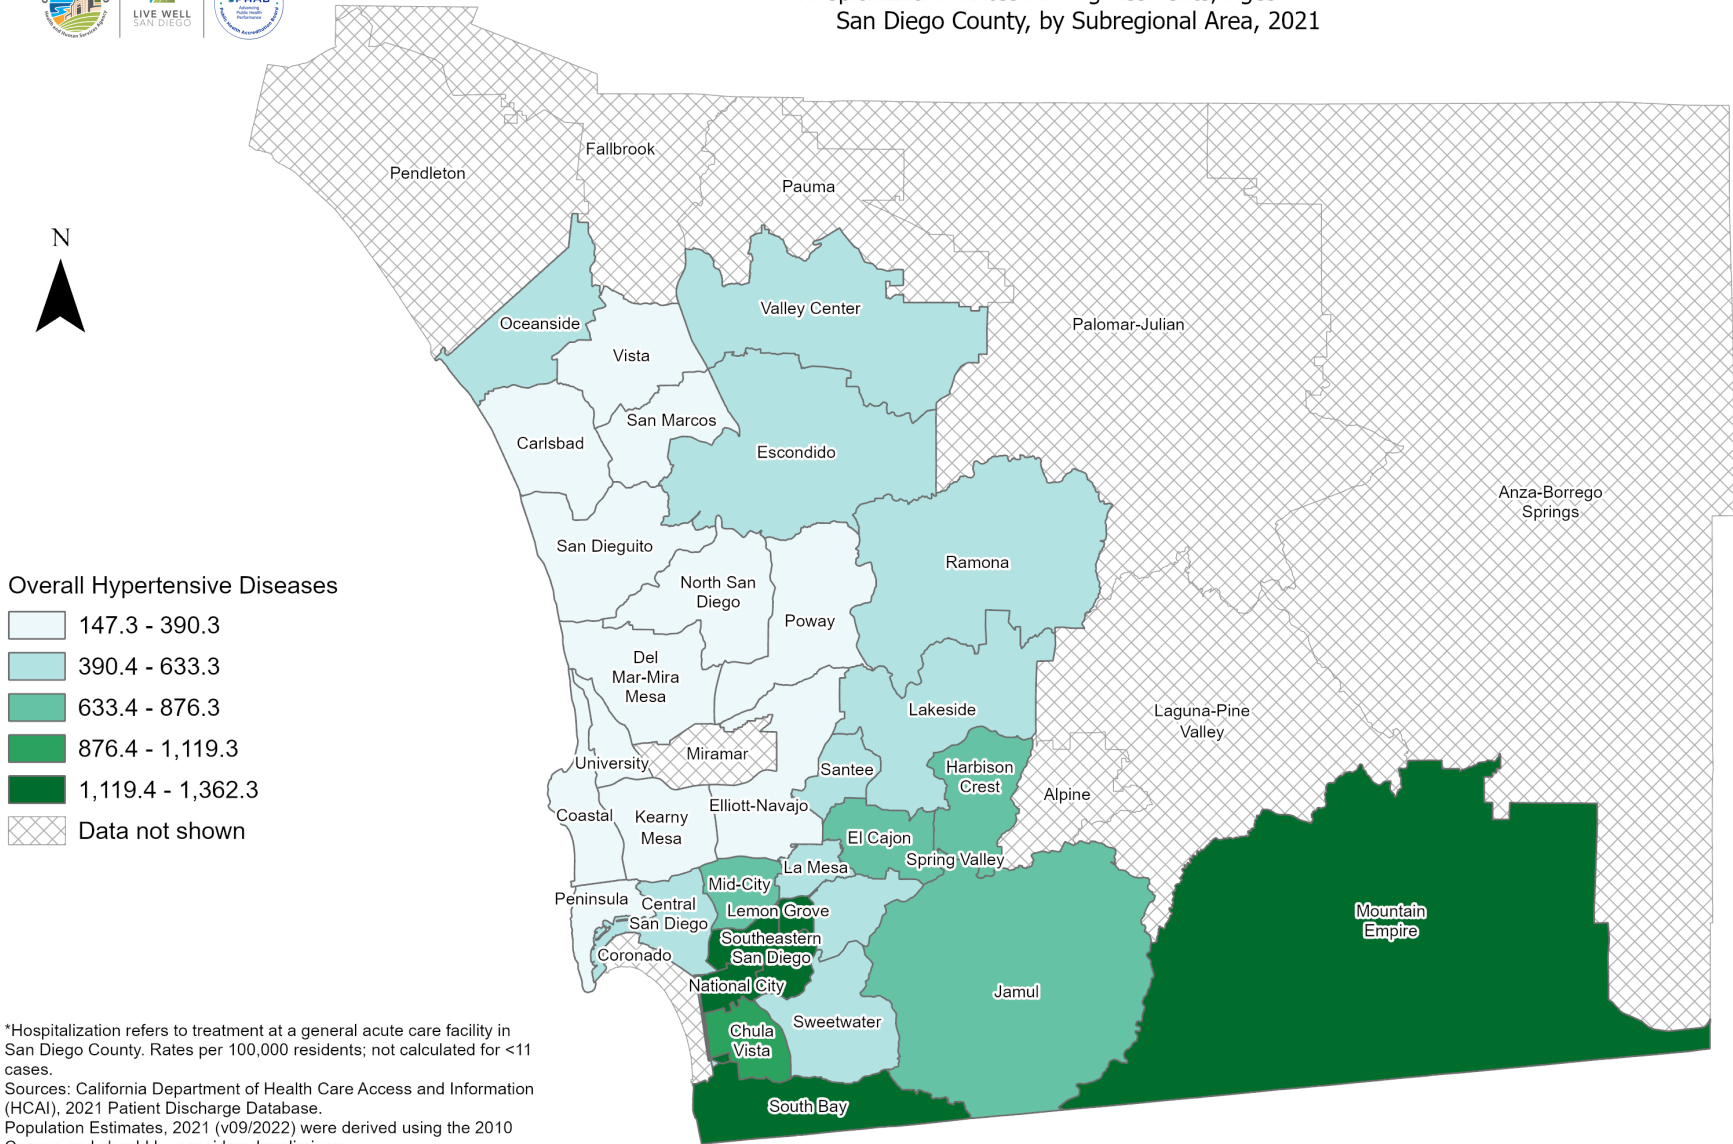 LIVE WELL
SAN DIEGO
San Diego County, by Subregional Area, 2021
N
Pendleton
Fallbrook
Pauma
Oceanside
Valley Center
Palomar-Julian
Vista
San Marcos
Carlsbad
Escondido
Anza-Borrego
Springs
San Dieguito
Ramona
North San
Diego
Poway
Del
Mar-Mira
Mesa
Lakeside
Laguna-Pine
Valley
Miramar
University
Santee
Harbison
Crest
Alpine
Elliott-Navajo
Coastal
Kearny
Mesa
El Cajon
Spring Valley
La Mesa
Mid-City
Peninsula
Central
San Diego
Lemon Grove
Mountain
Empire
Southeastern
San Diego
Coronado
National City
Jamul
Sweetwater
Chula
Vista
South Bay
Overall Hypertensive Diseases
147.3 - 390.3
390.4 - 633.3
633.4 - 876.3
876.4 - 1,119.3
1,119.4 - 1,362.3
Data not shown
*Hospitalization refers to treatment at a general acute care facility in
San Diego County. Rates per 100,000 residents; not calculated for <11
cases.
Sources: California Department of Health Care Access and Information
(HCAI), 2021 Patient Discharge Database.
Population Estimates, 2021 (v09/2022) were derived using the 2010